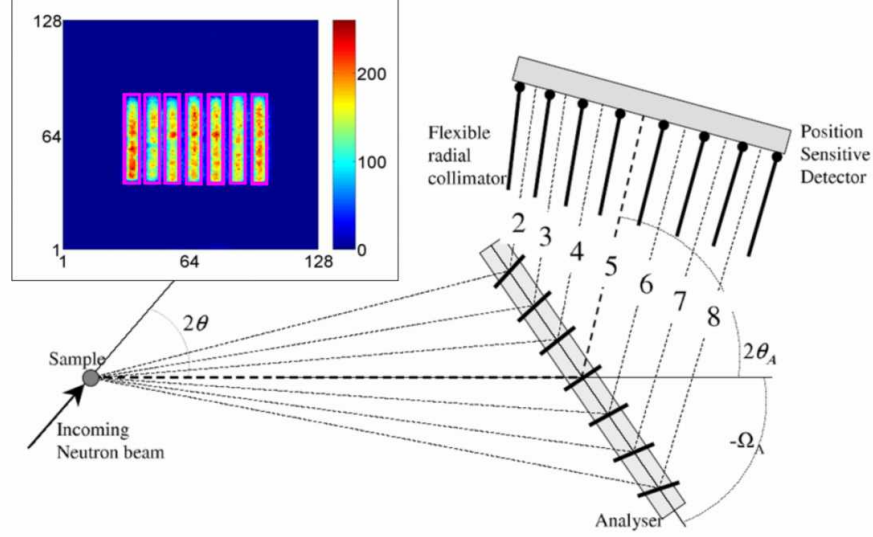 128
64
1
1
64
128
200
100
0
Flexible
radial
collimator
Position
Sensitive
Detector
2
3
4
5
6
7
8
2θ
2θA
-ΩA
Sample
Incoming
Neutron beam
Analyser